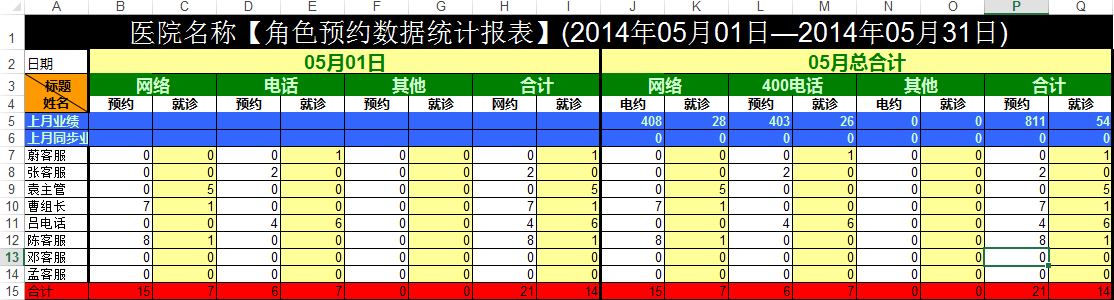 A B C D E F G H I J K L M N O P Q
1 医院名称【角色预约数据统计报表】(2014年05月01日—2014年05月31日)
2 日期 05月01日 05月总合计
3 标题 网络 电话 其他 合计 网络 400电话 其他 合计
4 姓名 预约 就诊 预约 就诊 预约 就诊 网约 就诊 电约 就诊 预约 就诊 电约 就诊 预约 就诊
5 上月业绩 408 28 403 26 0 0 811 54
6 上月同步业 0 0 0 0 0 0 0 0
7 蔚客服 0 0 0 1 0 0 0 1 0 0 0 1 0 0 0 1
8 张客服 0 0 2 0 0 0 2 0 0 0 2 0 0 0 2 0
9 袁主管 0 5 0 0 0 0 0 5 0 5 0 0 0 0 0 5
10 曹组长 7 1 0 0 0 0 7 1 7 1 0 0 0 0 7 1
11 吕电话 0 0 4 6 0 0 4 6 0 0 4 6 0 0 4 6
12 陈客服 8 1 0 0 0 0 8 1 8 1 0 0 0 0 8 1
13 邓客服 0 0 0 0 0 0 0 0 0 0 0 0 0 0 0 0
14 孟客服 0 0 0 0 0 0 0 0 0 0 0 0 0 0 0 0
15 合计 15 7 6 7 0 0 21 14 15 7 6 7 0 0 21 14